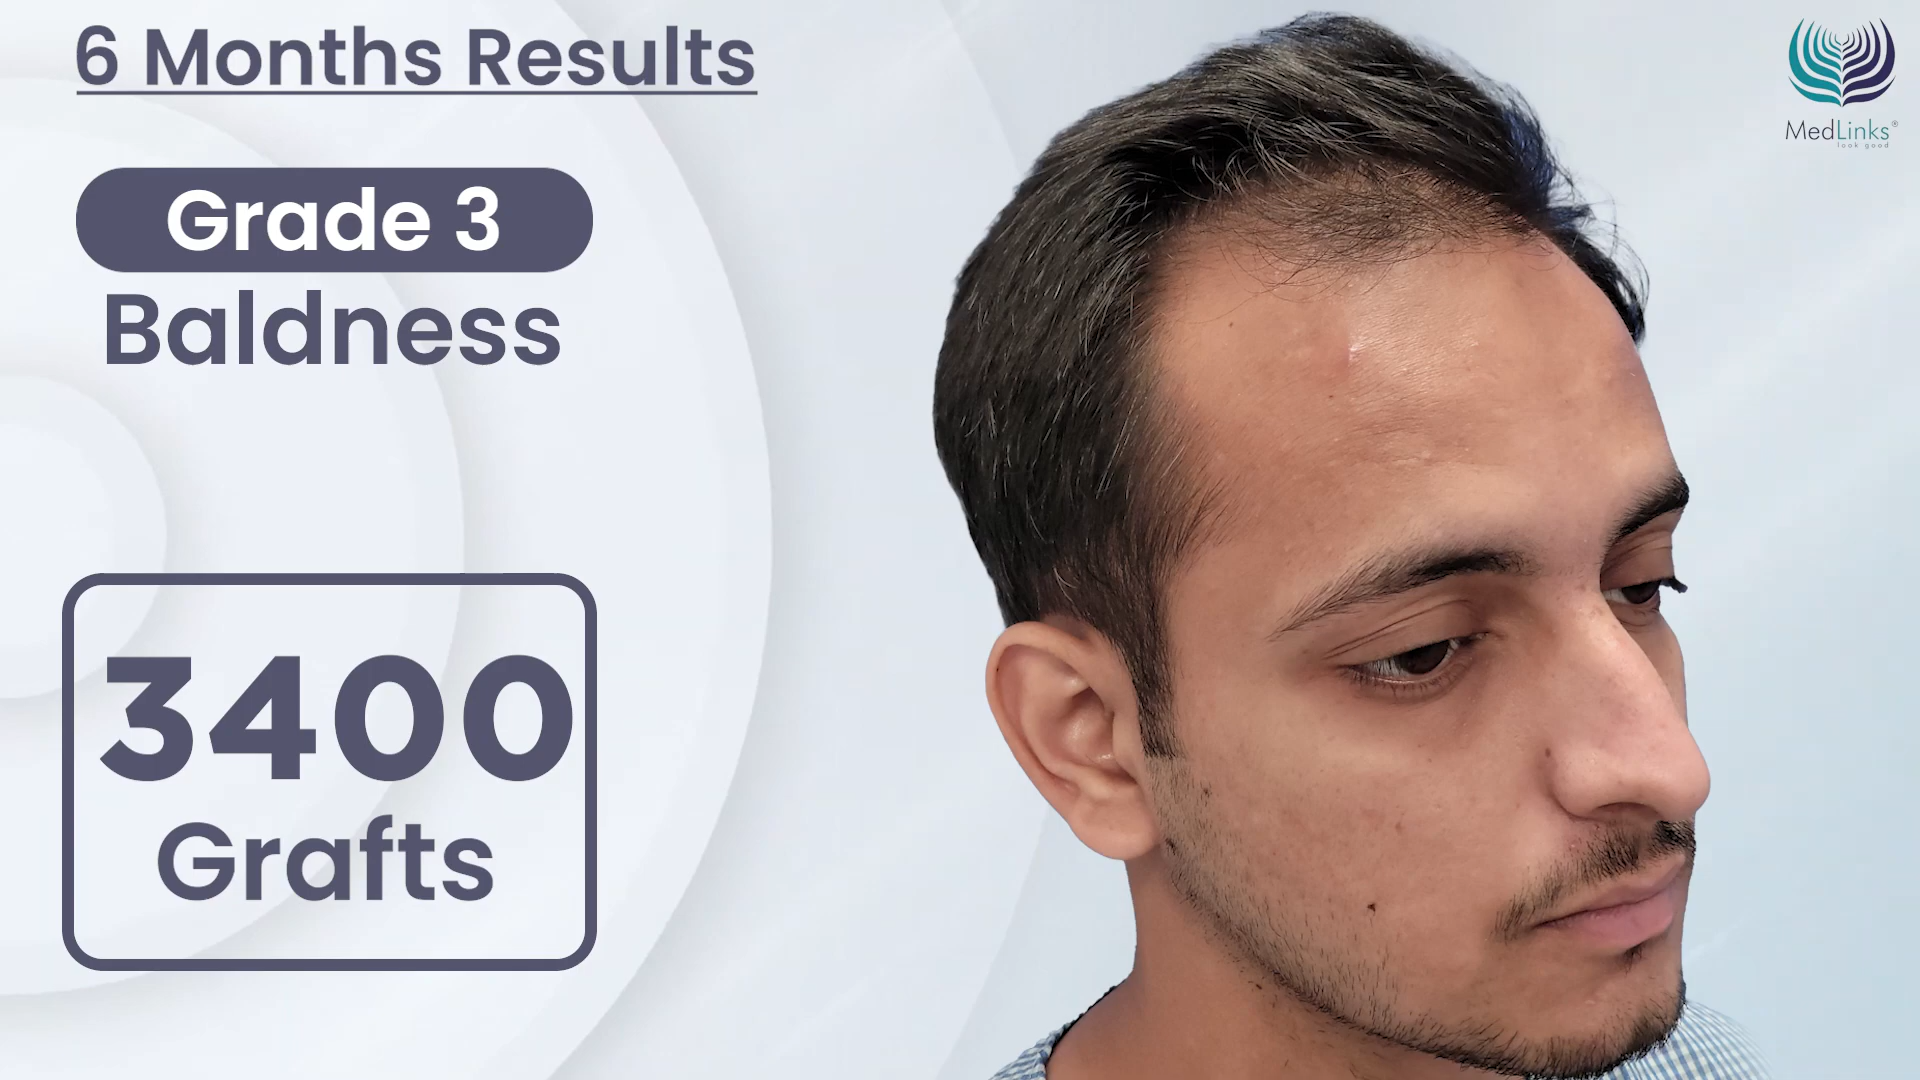 6 Months Results
Grade 3
Baldness
3400
Grafts
MedLinks®
look good